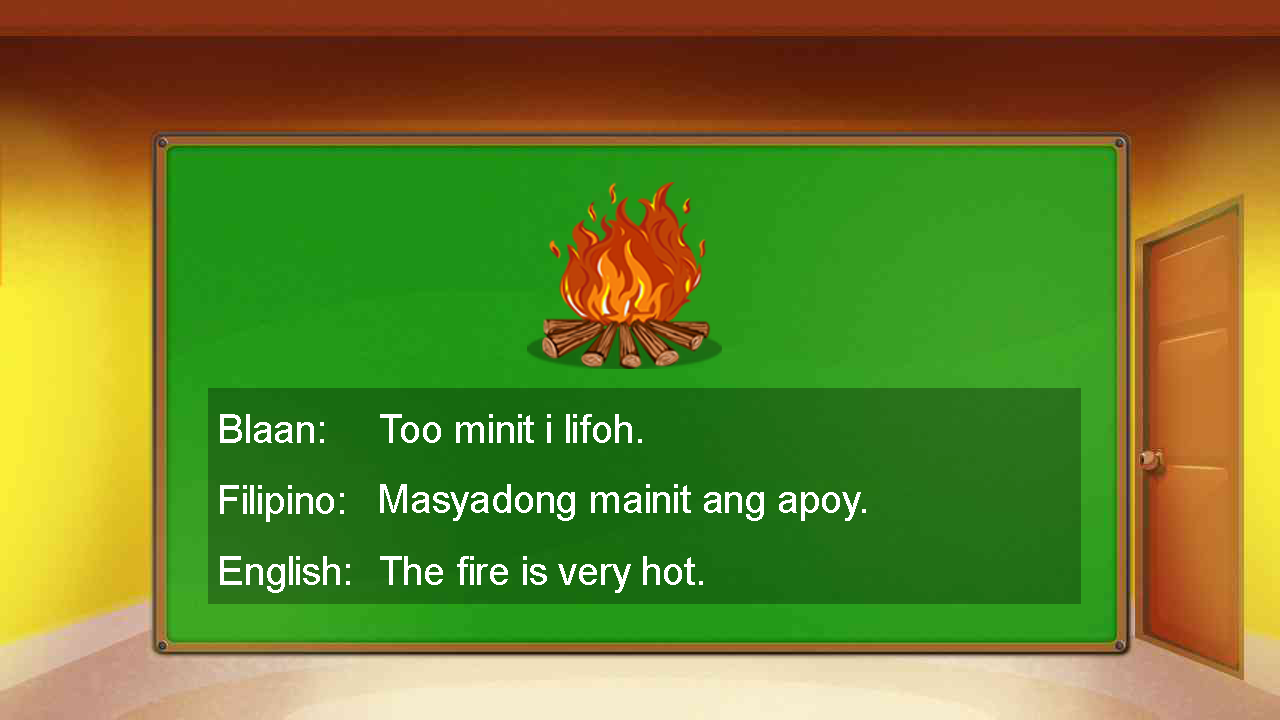 Blaan: Too minit i lifoh.
Filipino: Masyadong mainit ang apoy.
English: The fire is very hot.